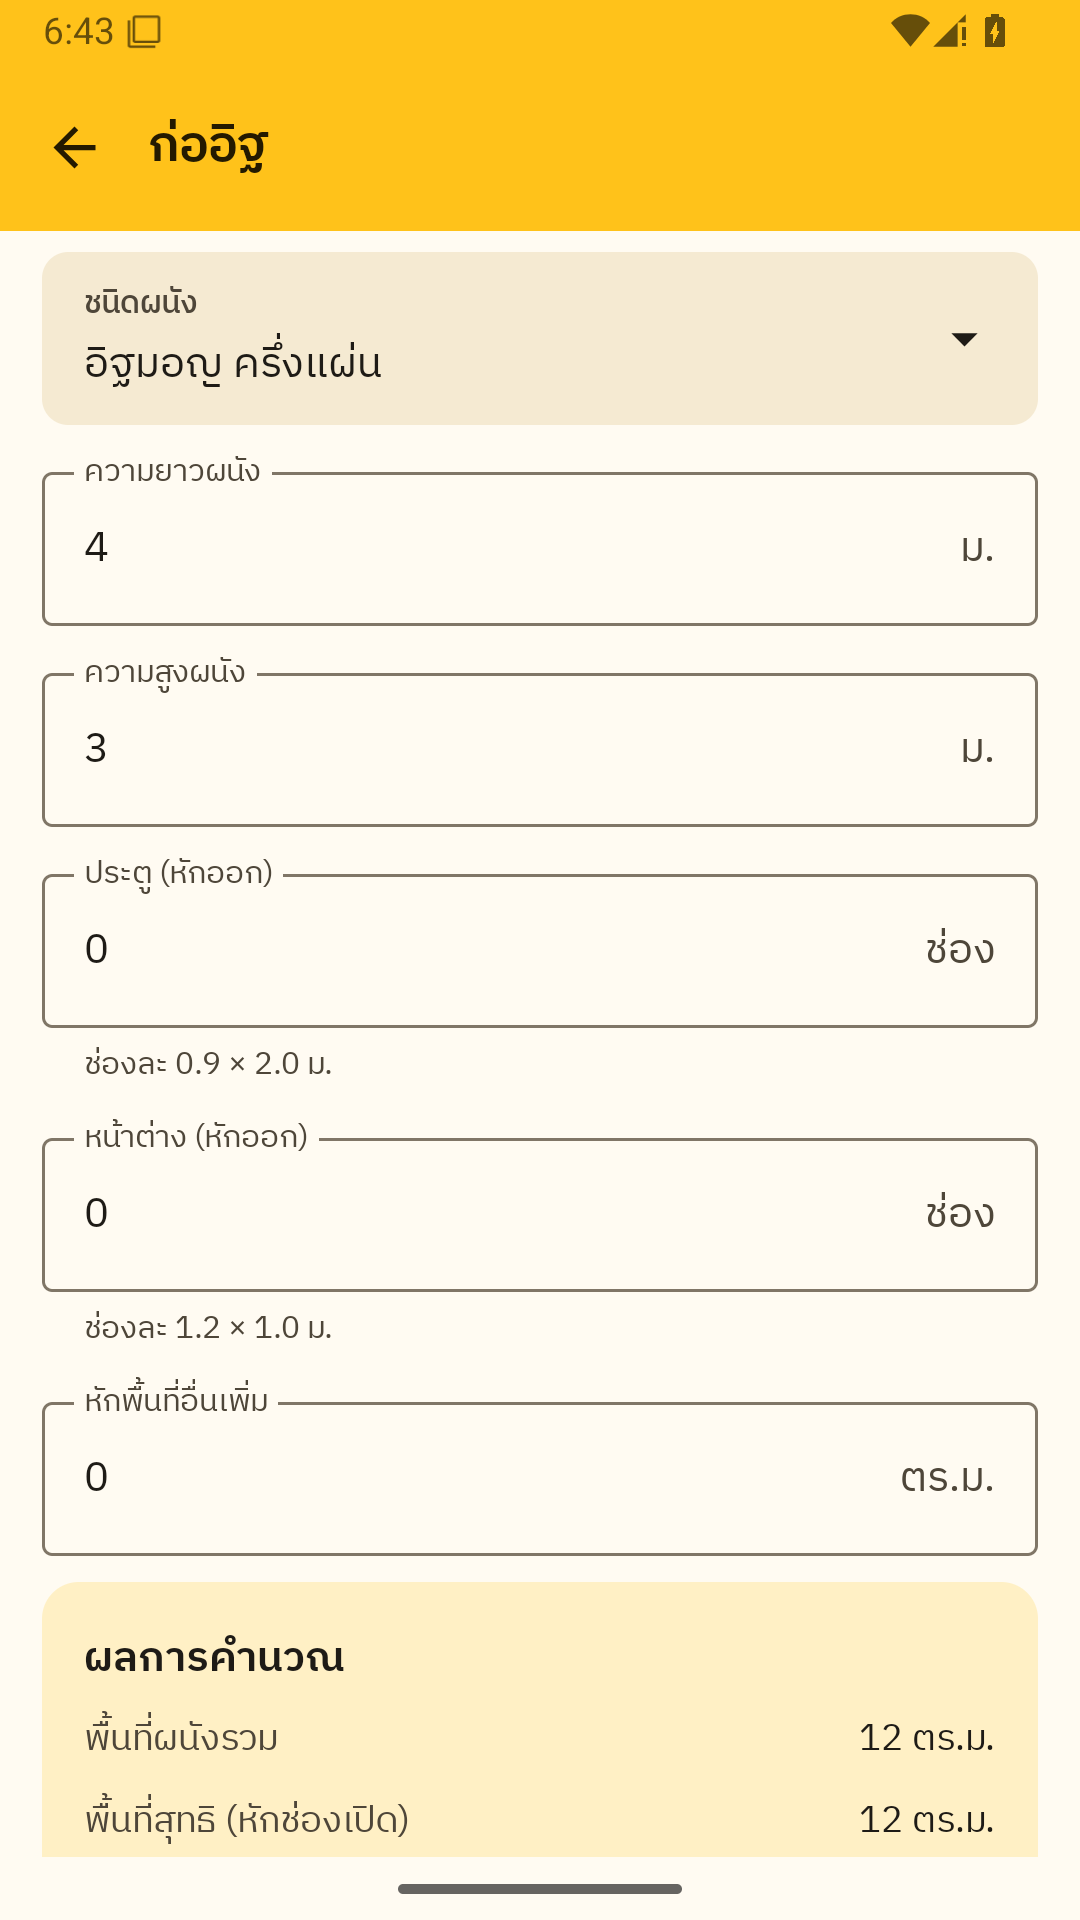 6:43
ก่ออิฐ
ชนิดผนัง
อิฐมอญ ครึ่งแผ่น
ความยาวผนัง
4 ม.
ความสูงผนัง
3 ม.
ประตู (หักออก)
0 ช่อง
ช่องละ 0.9 × 2.0 ม.
หน้าต่าง (หักออก)
0 ช่อง
ช่องละ 1.2 × 1.0 ม.
หักพื้นที่อื่นเพิ่ม
0 ตร.ม.
ผลการคำนวณ
พื้นที่ผนังรวม 12 ตร.ม.
พื้นที่สุทธิ (หักช่องเปิด) 12 ตร.ม.